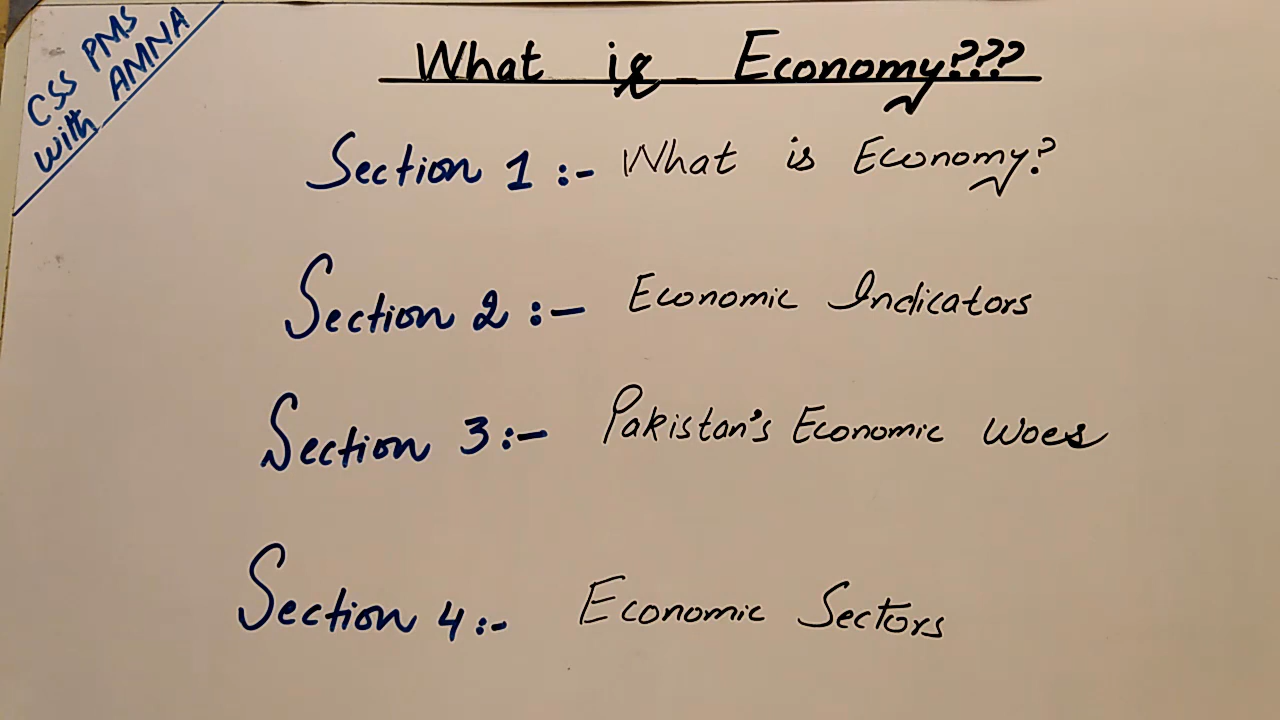 CSS PMS
with AMNA
What is Economy???
Section 1 :- What is Economy?
Section 2 :- Economic Indicators
Section 3 :- Pakistan's Economic Woes
Section 4 :- Economic Sectors